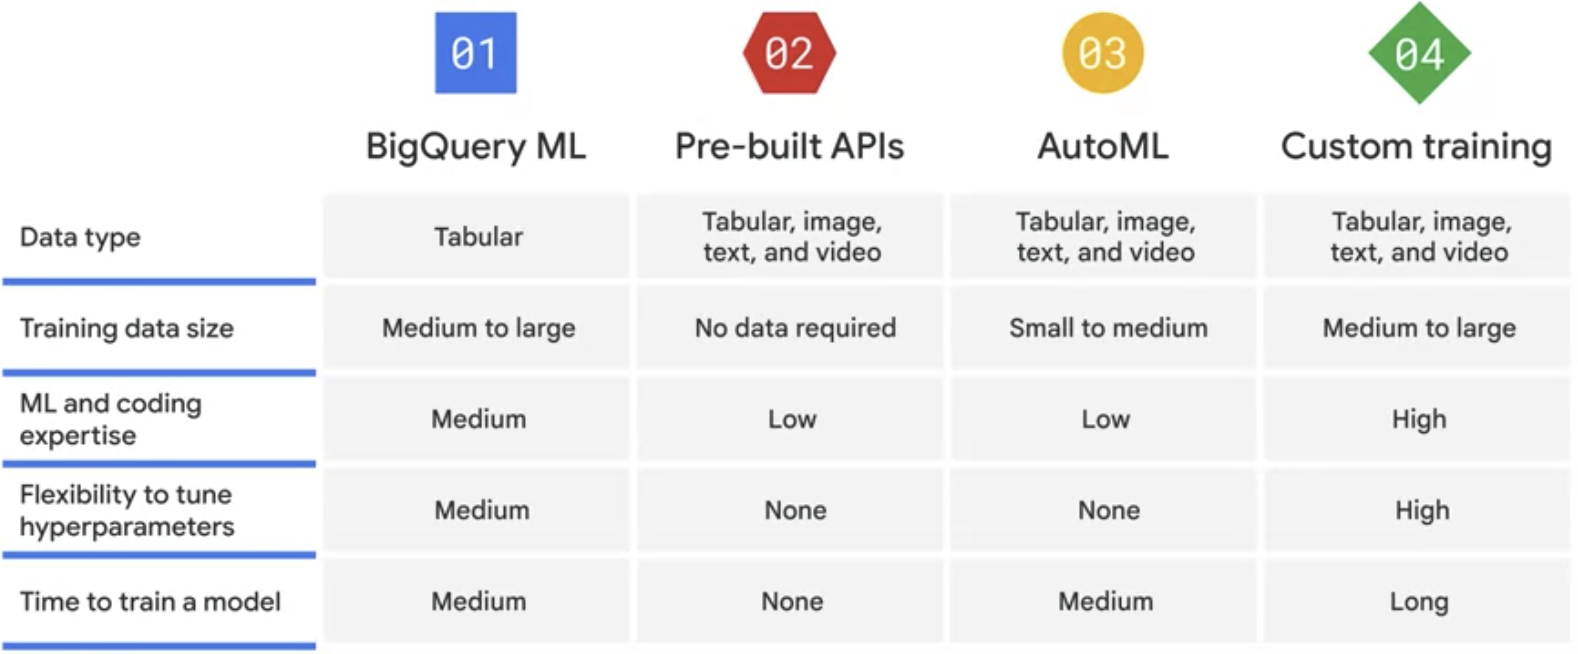 01 02 03 04
BigQuery ML Pre-built APIs AutoML Custom training
Data type Tabular Tabular, image, Tabular, image, Tabular, image,
text, and video text, and video text, and video
Training data size Medium to large No data required Small to medium Medium to large
ML and coding
expertise Medium Low Low High
Flexibility to tune
hyperparameters Medium None None High
Time to train a model Medium None Medium Long